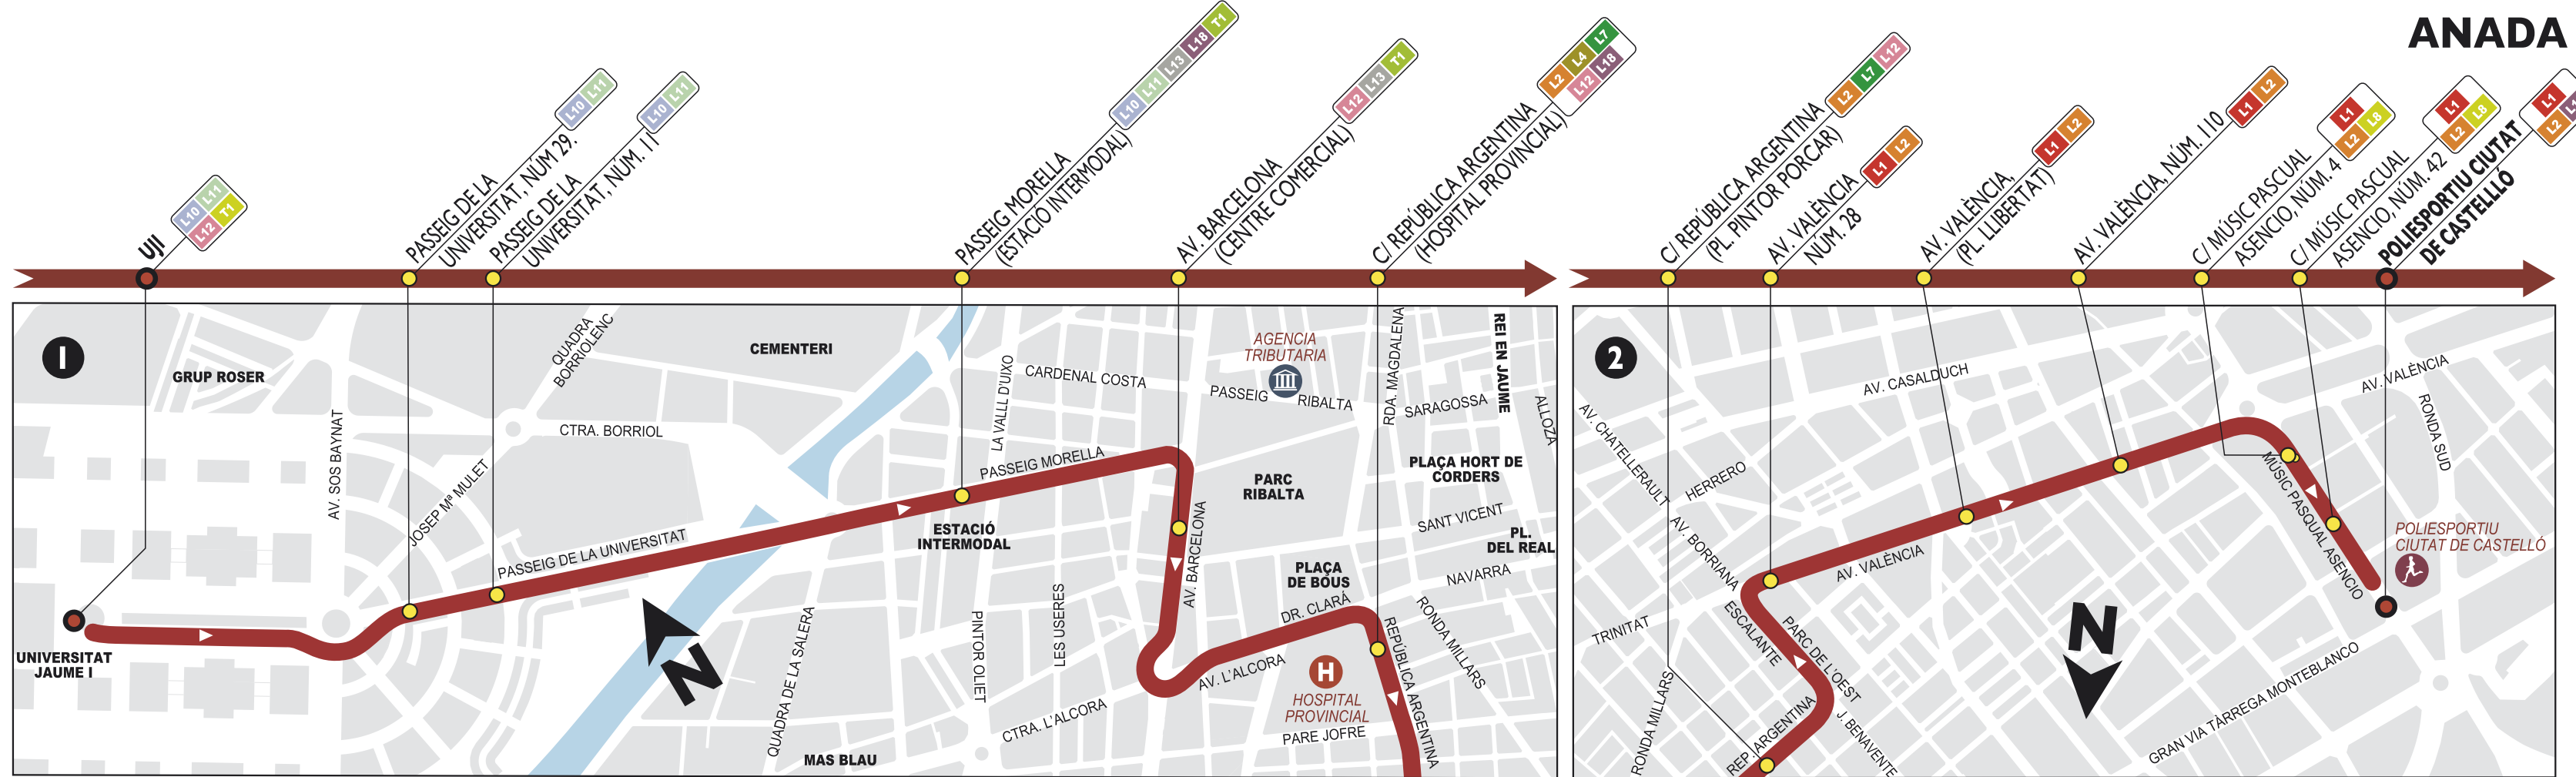 ANADA
UJI
L10 L11
L12 T1
PASSEIG DE LA
UNIVERSITAT, NÚM 29.
L10 L11
PASSEIG DE LA
UNIVERSITAT, NÚM. 11
L10 L11
PASSEIG MORELLA
(ESTACIÓ INTERMODAL)
L10 L11 L13 L18 T1
AV. BARCELONA
(CENTRE COMERCIAL)
L12 L13 T1
C/ REPÚBLICA ARGENTINA
(HOSPITAL PROVINCIAL)
L2 L4 L7
L12 L18
C/ REPÚBLICA ARGENTINA
(PL. PINTOR PORCAR)
L2 L7 L12
AV. VALÈNCIA
NÚM. 28
L1 L2
AV. VALÈNCIA,
(PL. LLIBERTAT)
L1 L2
AV. VALÈNCIA, NÚM. 110
L1 L2
C/ MÚSIC PASCUAL
ASENCIO, NÚM. 4
L1
L2 L8
C/ MÚSIC PASCUAL
ASENCIO, NÚM. 42
L1
L2 L8
POLIESPORTIU CIUTAT
DE CASTELLÓ
L1
L2
1
GRUP ROSER
AV. SOS BAYNAT
QUADRA
BORRIOLENC
CEMENTERI
CTRA. BORRIOL
JOSEP Mª MULET
PASSEIG DE LA UNIVERSITAT
UNIVERSITAT
JAUME I
N
QUADRA DE LA SALERA
MAS BLAU
LA VALLL D'UIXO
CARDENAL COSTA
PASSEIG MORELLA
ESTACIÓ
INTERMODAL
PINTOR OLIET
LES USERES
CTRA. L'ALCORA
AGENCIA
TRIBUTARIA
PASSEIG RIBALTA
PARC
RIBALTA
AV. BARCELONA
PLAÇA
DE BOUS
DR. CLARÁ
AV. L'ALCORA
H
HOSPITAL
PROVINCIAL
PARE JOFRE
RDA. MAGDALENA
SARAGOSSA
REI EN JAUME
ALLOZA
PLAÇA HORT DE
CORDERS
SANT VICENT
PL.
DEL REAL
NAVARRA
RONDA MILLARS
REPÚBLICA ARGENTINA
2
AV. CASALDUCH
AV. VALÈNCIA
RONDA SUD
AV. CHATELLERAULT
HERRERO
AV. BORRIANA
AV. VALÈNCIA
TRINITAT
ESCALANTE
PARC DE L'OEST
RONDA MILLARS
REP. ARGENTINA
J. BENAVENTE
N
MÚSIC PASQUAL ASENCIO
POLIESPORTIU
CIUTAT DE CASTELLÓ
GRAN VIA TÀRREGA MONTEBLANCO